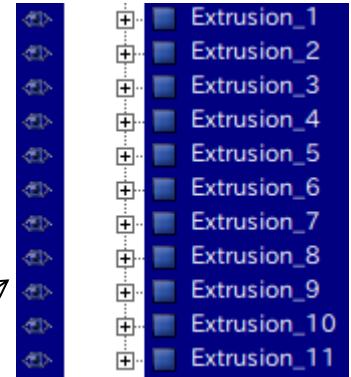 Extrusion_1
Extrusion_2
Extrusion_3
Extrusion_4
Extrusion_5
Extrusion_6
Extrusion_7
Extrusion_8
Extrusion_9
Extrusion_10
Extrusion_11